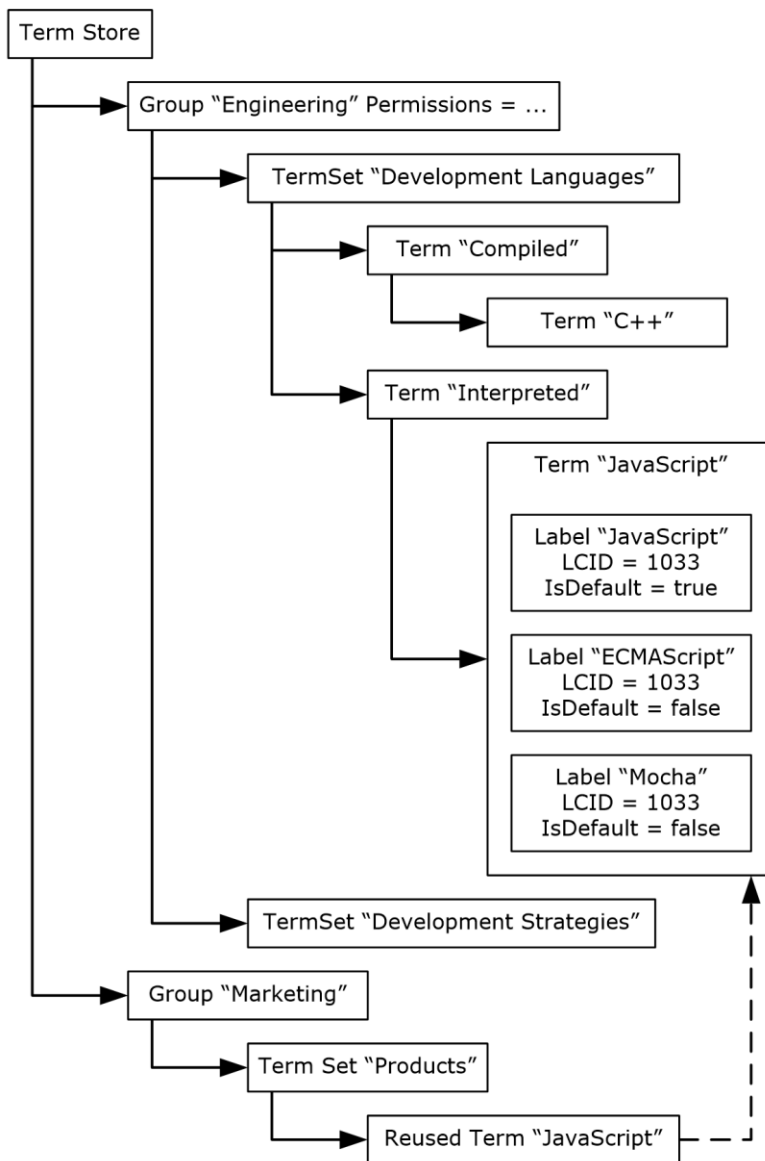 Term Store
Group “Engineering” Permissions = ...
TermSet “Development Languages”
Term “Compiled”
Term “C++”
Term “Interpreted”
Term “JavaScript”
Label “JavaScript”
LCID = 1033
IsDefault = true
Label “ECMAScript”
LCID = 1033
IsDefault = false
Label “Mocha”
LCID = 1033
IsDefault = false
TermSet “Development Strategies”
Group “Marketing”
Term Set “Products”
Reused Term “JavaScript”